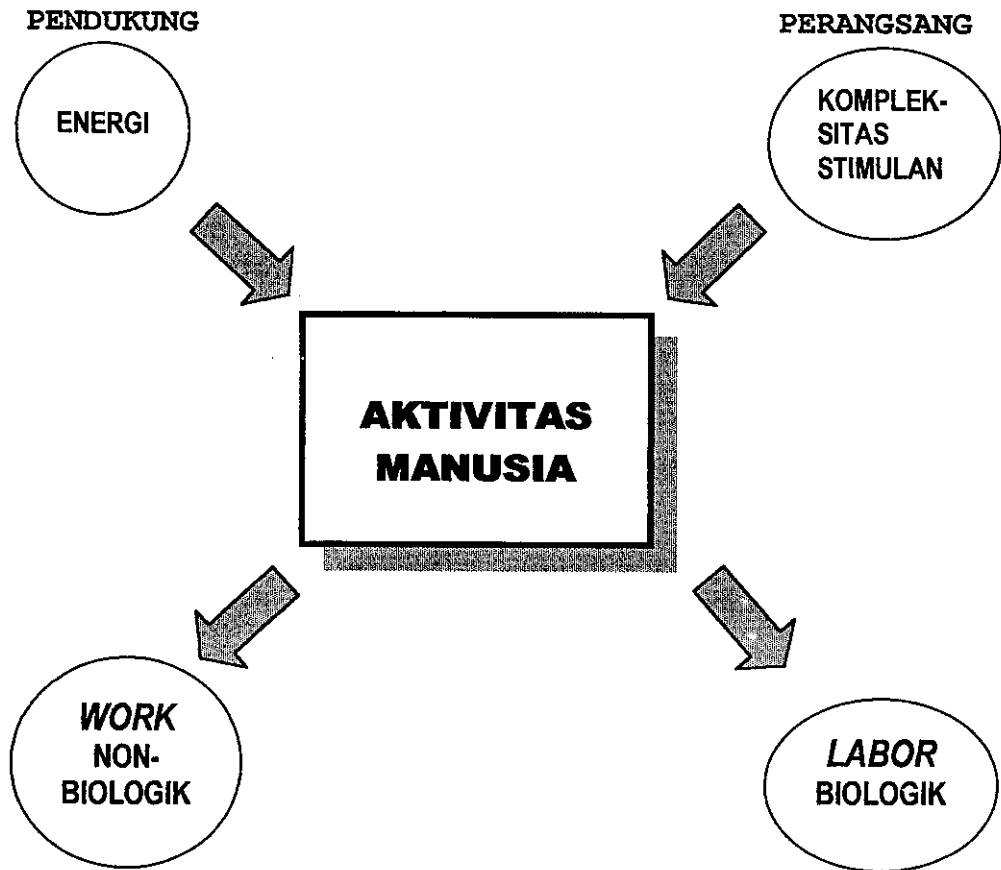 PENDUKUNG
PERANGSANG
ENERGI
KOMPLEK-
SITAS
STIMULAN
AKTIVITAS
MANUSIA
WORK
NON-
BIOLOGIK
LABOR
BIOLOGIK